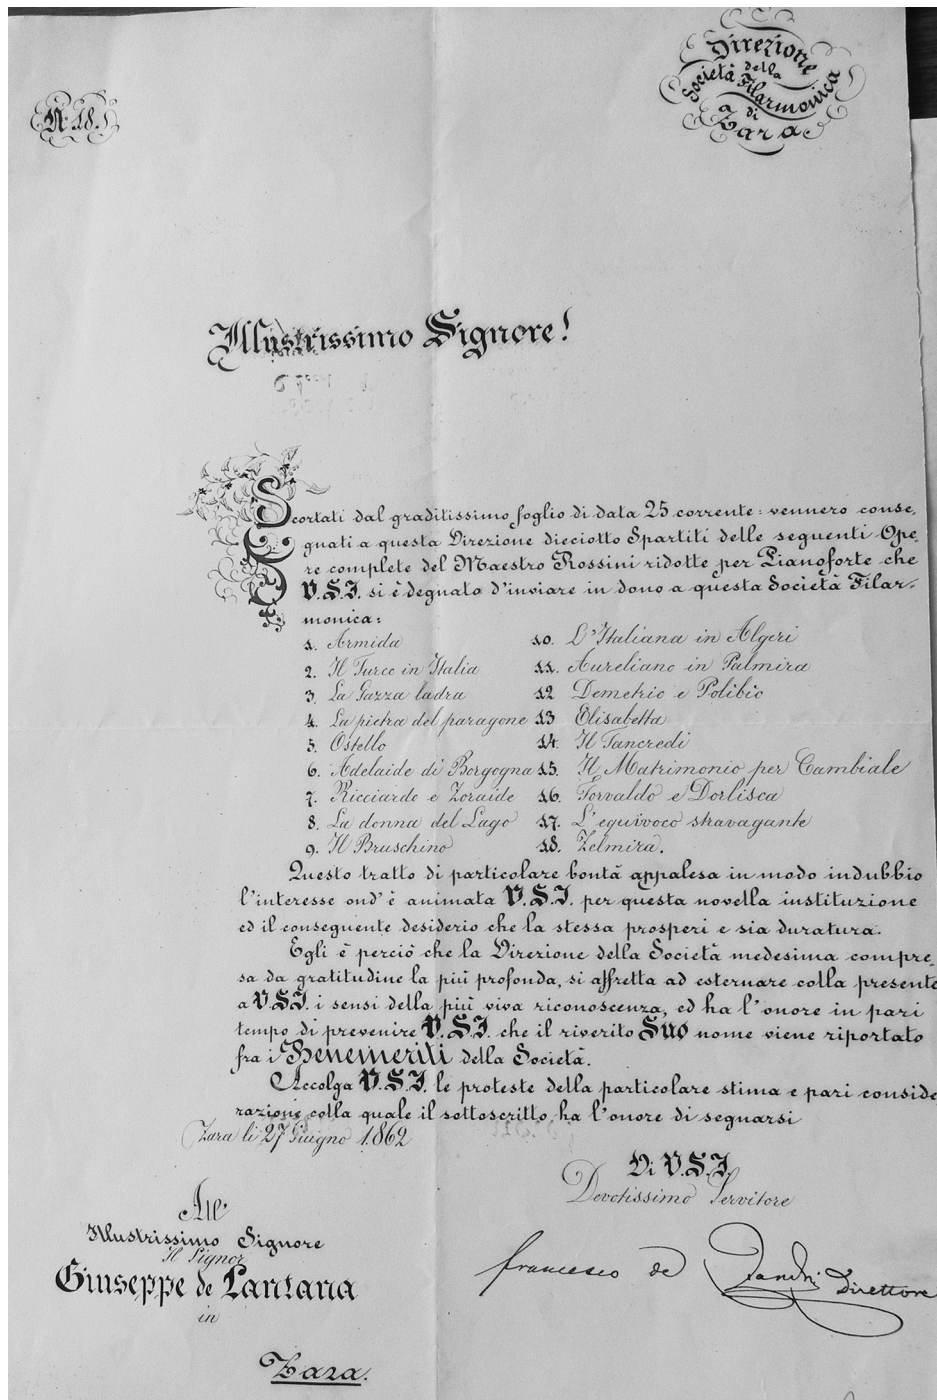 Direzione
della
Società Filarmonica
di
Zara
N. 18.
Illustrissimo Signore!
Scortati dal graditissimo foglio di data 25 corrente: vennero conse,
gnati a questa Direzione dieciotto Spartiti delle seguenti Ope,
re complete del Maestro Rossini ridotte per Pianoforte che
V.S.I. si è degnato d'inviare in dono a questa Società Filar-
monica:
1. Armida
2. Il Turco in Italia
3. La Gazza ladra
4. La pietra del paragone
5. Ostello
6. Adelaide di Borgogna
7. Ricciardo e Zoraide
8. La donna del Lago
9. Il Bruschino
10. L'Italiana in Algeri
11. Aureliano in Palmira
12 Demetrio e Polibio
13 Elisabetta
14. Il Tancredi
15. Il Matrimonio per Cambiale
16. Torvaldo e Dorlisca
17. L'equivoco stravagante
18. Zelmira.
Questo tratto di particolare bontà appalesa in modo indubbio
l'interesse ond'è animata V.S.I. per questa novella instituzione
ed il conseguente desiderio che la stessa prosperi e sia duratura.
Egli è perciò che la Direzione della Società medesima compre,
sa da gratitudine la più profonda, si affretta ad esternare colla presente
a V.S.I. i sensi della più viva riconoscenza, ed ha l'onore in pari
tempo di prevenire V.S.I. che il riverito Suo nome viene riportato
fra i Benemeriti della Società.
Accolga V.S.I. le proteste della particolare stima e pari conside
razione colla quale il sottoscritto ha l'onore di segnarsi
Zara li 27 Giugno 1862
Di V.S.I.
Devotissimo Servitore
francesco de Direttore
All'
Illustrissimo Signore
Il Signor
Giuseppe de Lantana
in
Zara.